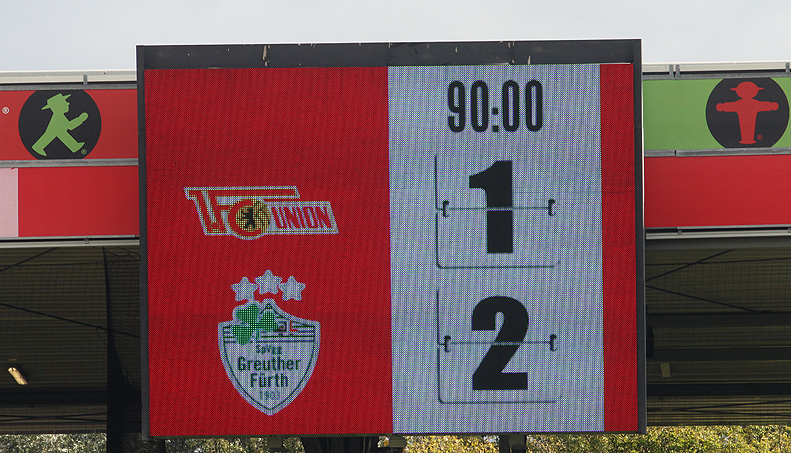 90:00
1
1.FC UNION
2
SpVgg
Greuther
Fürth
1903